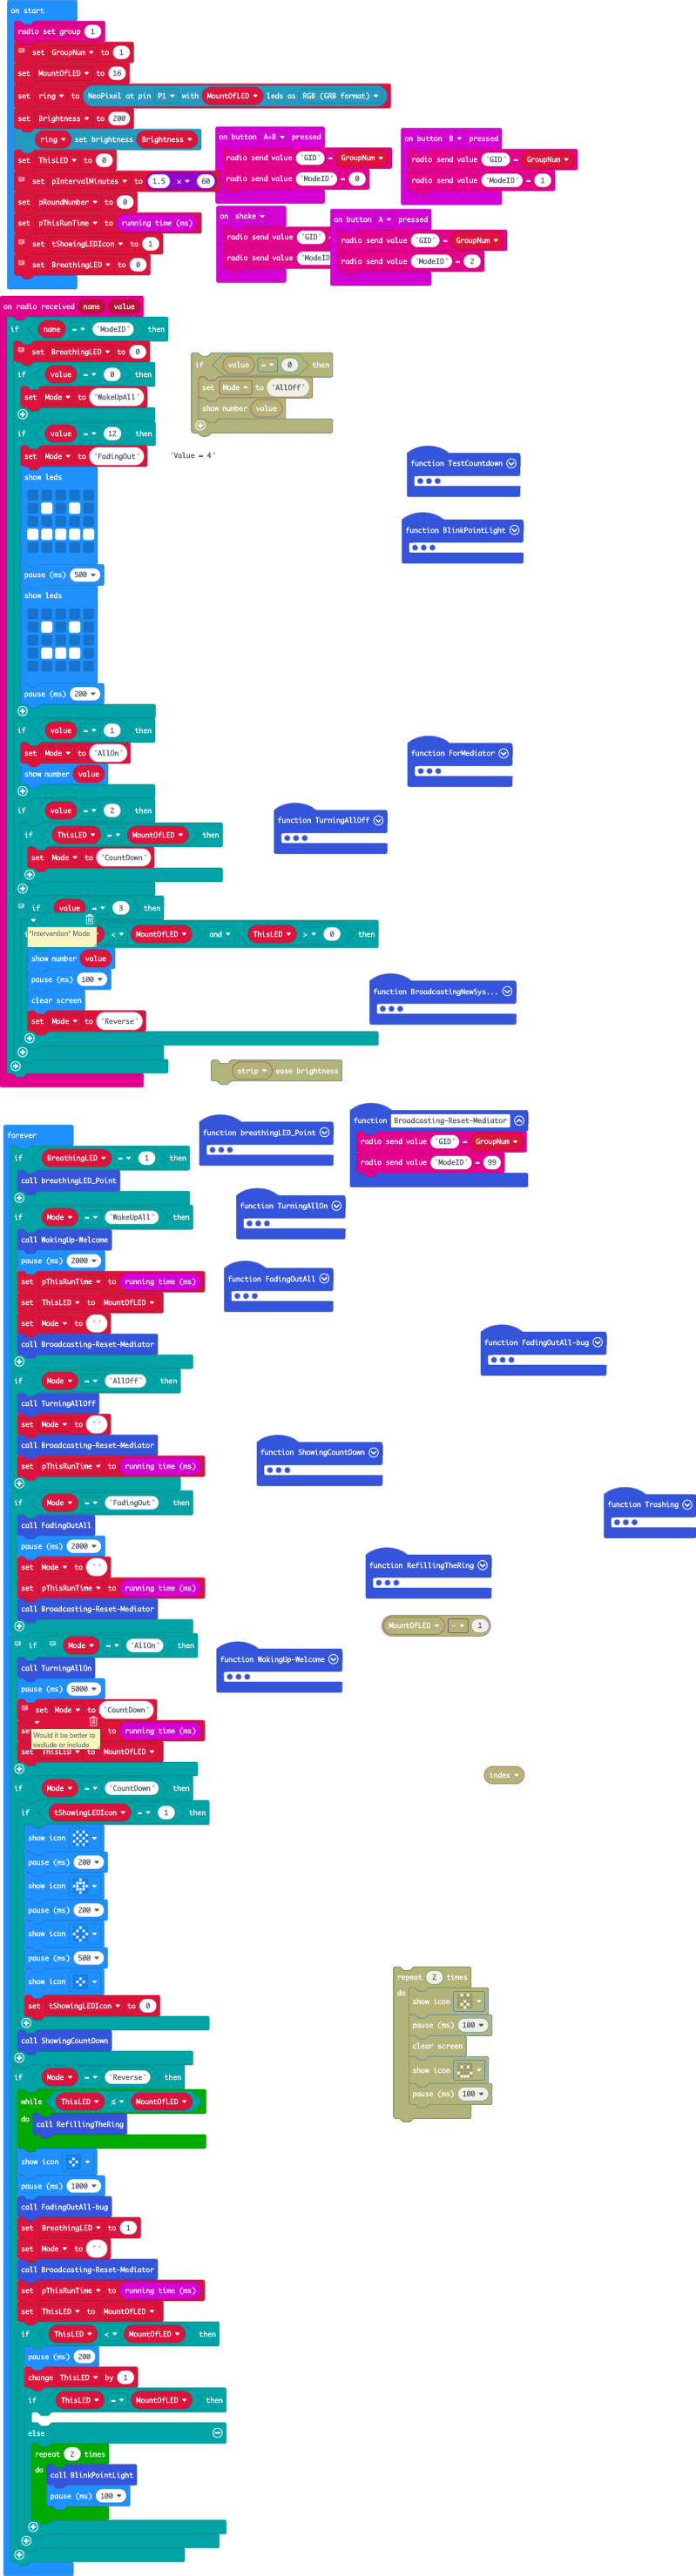 on start
radio set group 1
set GroupNum to 1
set MountOfLED to 16
set ring to NeoPixel at pin P1 with MountOfLED leds as RGB (GRB format)
set Brightness to 200
ring set brightness Brightness
set ThisLED to 0
set pIntervalMinutes to 1.5 × 60
set pRoundNumber to 0
set pThisRunTime to running time (ms)
set tShowingLEDIcon to 1
set BreathingLED to 0
on button A+B pressed
radio send value "GID" = GroupNum
radio send value "ModeID" = 0
on button B pressed
radio send value "GID" = GroupNum
radio send value "ModeID" = 1
on shake
radio send value "GID"
radio send value "ModeID
on button A pressed
radio send value "GID" = GroupNum
radio send value "ModeID" = 2
on radio received name value
if name = "ModeID" then
set BreathingLED to 0
if value = 0 then
set Mode to "WakeUpAll"
if value = 12 then
set Mode to "FadingOut"
show leds
pause (ms) 500
show leds
pause (ms) 200
if value = 1 then
set Mode to "AllOn"
show number value
if value = 2 then
if ThisLED = MountOfLED then
set Mode to "CountDown"
if value = 3 then
"Intervention" Mode
< MountOfLED and ThisLED > 0 then
show number value
pause (ms) 100
clear screen
set Mode to "Reverse"
if value = 0 then
set Mode to "AllOff"
show number value
"Value = 4"
function TestCountdown
function BlinkPointLight
function ForMediator
function TurningAllOff
function BroadcastingNewSys...
strip ease brightness
function Broadcasting-Reset-Mediator
radio send value "GID" = GroupNum
radio send value "ModeID" = 99
function breathingLED_Point
function TurningAllOn
function FadingOutAll
function FadingOutAll-bug
function ShowingCountDown
function Trashing
function RefillingTheRing
MountOfLED - 1
function WakingUp-Welcome
index
repeat 2 times
do
show icon
pause (ms) 100
clear screen
show icon
pause (ms) 100
forever
if BreathingLED = 1 then
call breathingLED_Point
if Mode = "WakeUpAll" then
call WakingUp-Welcome
pause (ms) 2000
set pThisRunTime to running time (ms)
set ThisLED to MountOfLED
set Mode to ""
call Broadcasting-Reset-Mediator
if Mode = "AllOff" then
call TurningAllOff
set Mode to ""
call Broadcasting-Reset-Mediator
set pThisRunTime to running time (ms)
if Mode = "FadingOut" then
call FadingOutAll
pause (ms) 2000
set Mode to ""
set pThisRunTime to running time (ms)
call Broadcasting-Reset-Mediator
if Mode = "AllOn" then
call TurningAllOn
pause (ms) 5000
set Mode to "CountDown"
Would it be better to
exclude or include
to running time (ms)
set ThisLED to MountOfLED
if Mode = "CountDown" then
if tShowingLEDIcon = 1 then
show icon
pause (ms) 200
show icon
pause (ms) 200
show icon
pause (ms) 500
show icon
set tShowingLEDIcon to 0
call ShowingCountDown
if Mode = "Reverse" then
while ThisLED ≤ MountOfLED
do call RefillingTheRing
show icon
pause (ms) 1000
call FadingOutAll-bug
set BreathingLED to 1
set Mode to ""
call Broadcasting-Reset-Mediator
set pThisRunTime to running time (ms)
set ThisLED to MountOfLED
if ThisLED < MountOfLED then
pause (ms) 200
change ThisLED by 1
if ThisLED = MountOfLED then
else
repeat 2 times
do call BlinkPointLight
pause (ms) 100